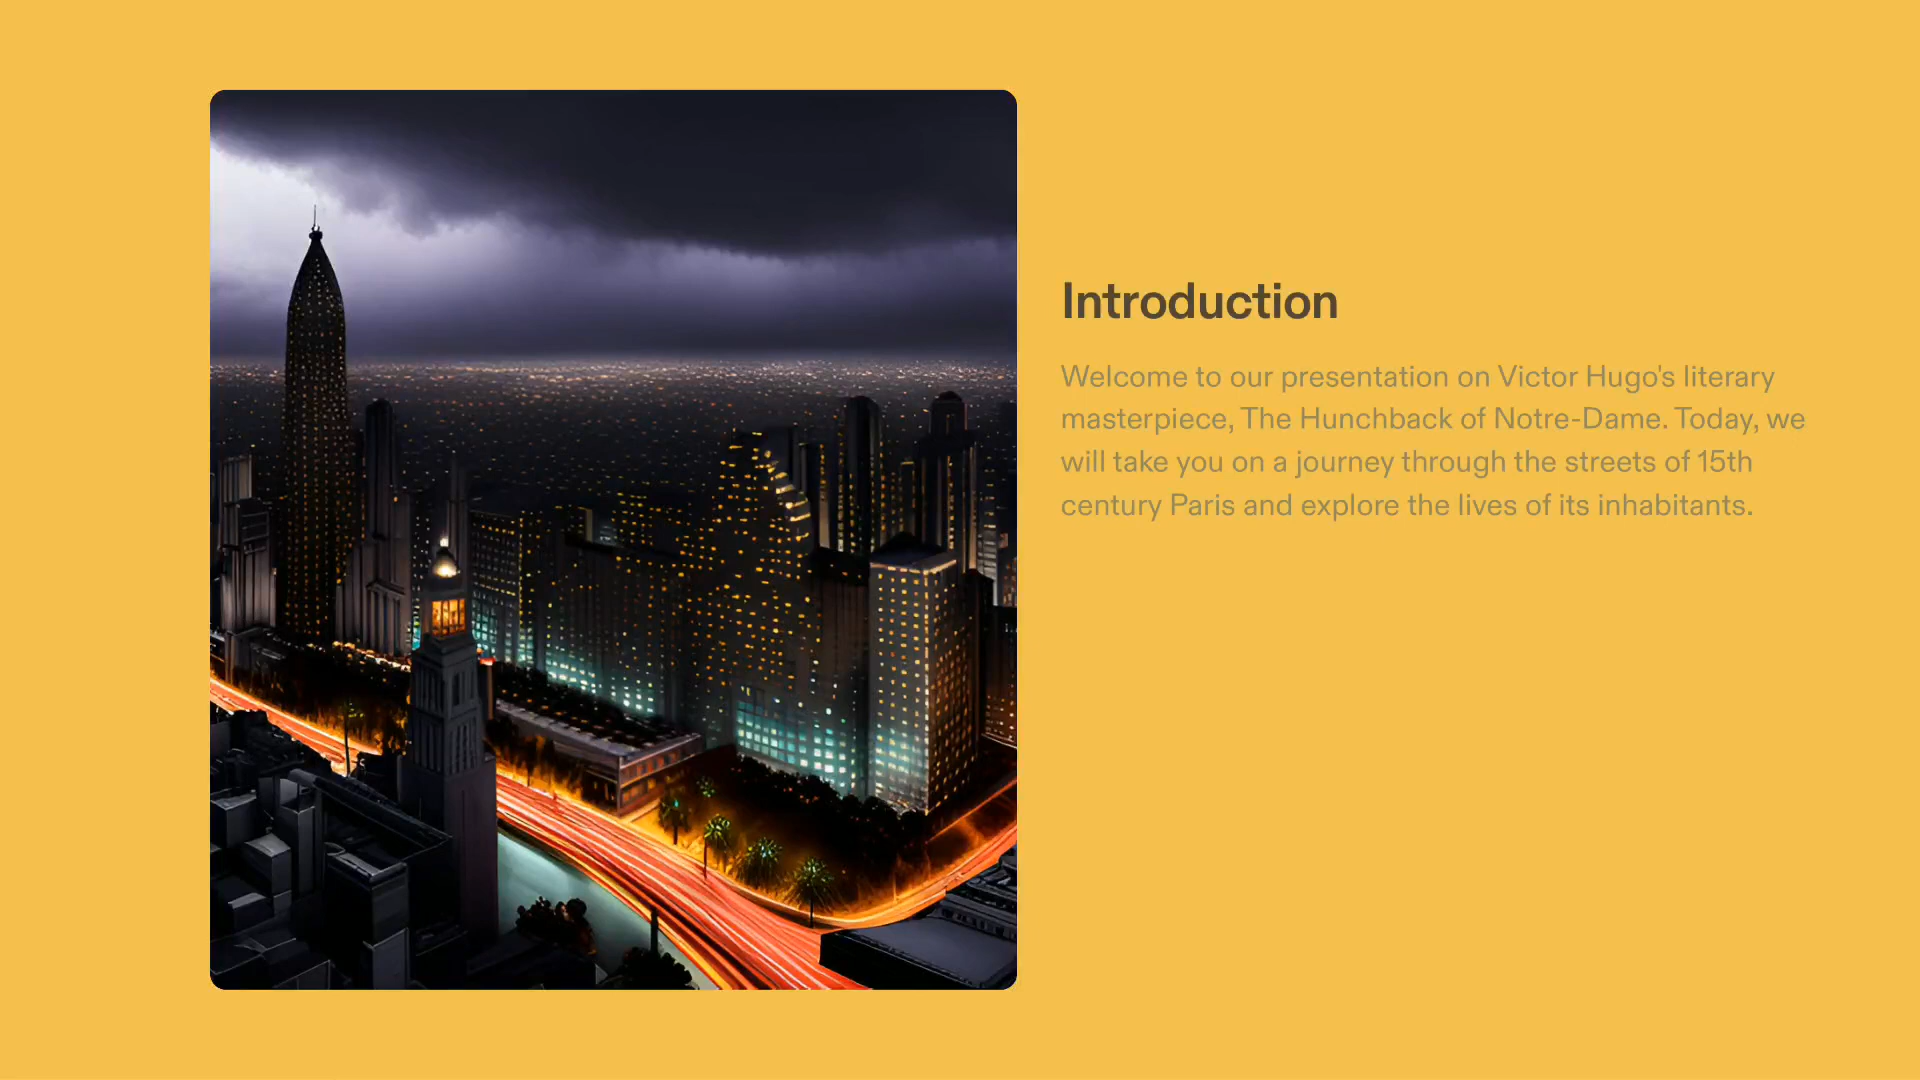 Introduction
Welcome to our presentation on Victor Hugo's literary
masterpiece, The Hunchback of Notre-Dame. Today, we
will take you on a journey through the streets of 15th
century Paris and explore the lives of its inhabitants.